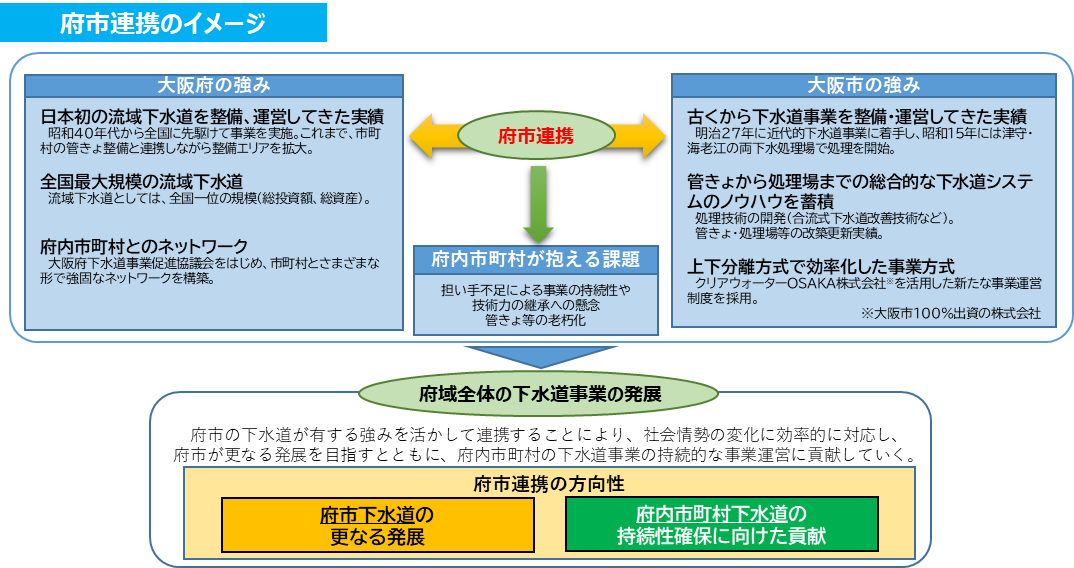 府市連携のイメージ
大阪府の強み
日本初の流域下水道を整備、運営してきた実績
昭和40年代から全国に先駆けて事業を実施。これまで、市町
村の管きょ整備と連携しながら整備エリアを拡大。
全国最大規模の流域下水道
流域下水道としては、全国一位の規模(総投資額、総資産)。
府内市町村とのネットワーク
大阪府下水道事業促進協議会をはじめ、市町村とさまざまな
形で強固なネットワークを構築。
府市連携
府内市町村が抱える課題
担い手不足による事業の持続性や
技術力の継承への懸念
管きょ等の老朽化
大阪市の強み
古くから下水道事業を整備・運営してきた実績
明治27年に近代的下水道事業に着手し、昭和15年には津守・
海老江の両下水処理場で処理を開始。
管きょから処理場までの総合的な下水道システ
ムのノウハウを蓄積
処理技術の開発(合流式下水道改善技術など)。
管きょ・処理場等の改築更新実績。
上下分離方式で効率化した事業方式
クリアウォーターOSAKA株式会社※を活用した新たな事業運営
制度を採用。
※大阪市100%出資の株式会社
府域全体の下水道事業の発展
府市の下水道が有する強みを活かして連携することにより、社会情勢の変化に効率的に対応し、
府市が更なる発展を目指すとともに、府内市町村の下水道事業の持続的な事業運営に貢献していく。
府市連携の方向性
府市下水道の
更なる発展
府内市町村下水道の
持続性確保に向けた貢献